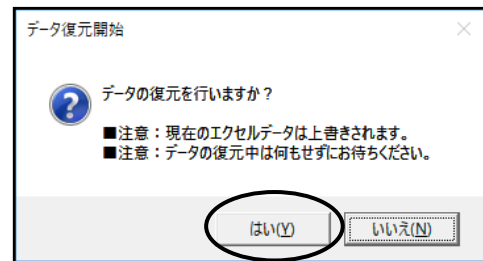 データ復元開始
データの復元を行いますか？
■注意：現在のエクセルデータは上書きされます。
■注意：データの復元中は何もせずにお待ちください。
はい(Y)
いいえ(N)